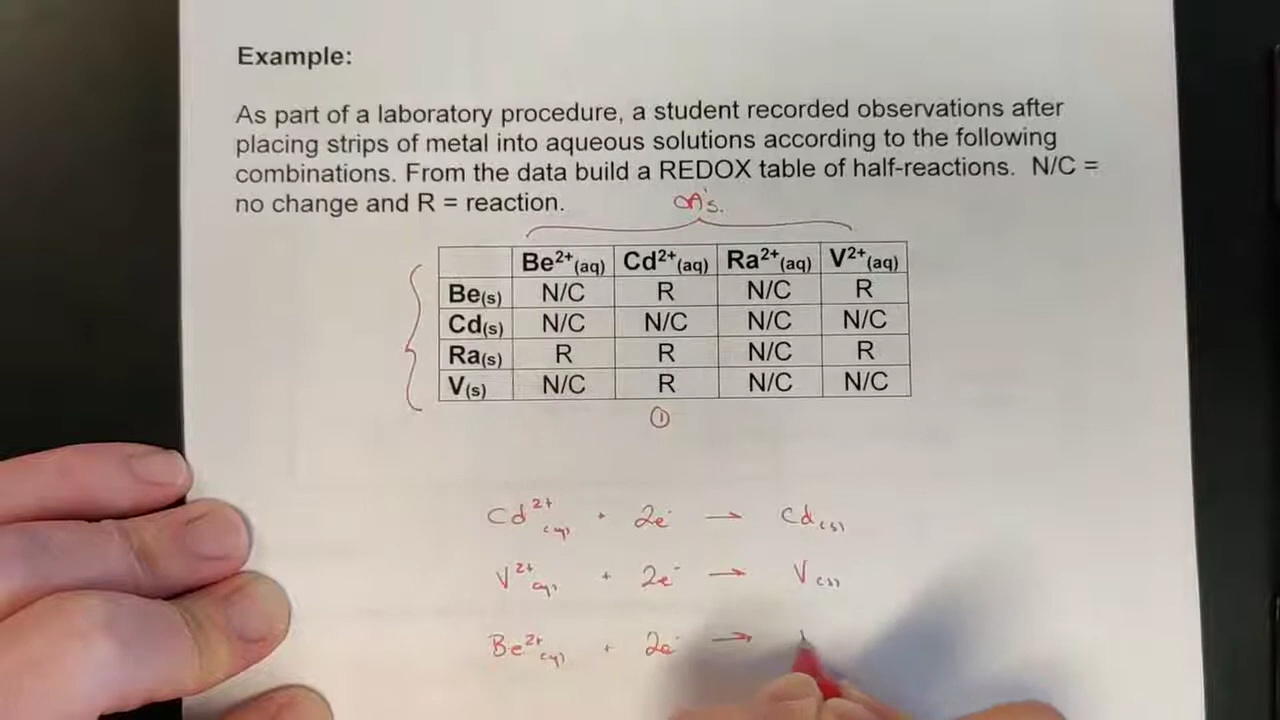 Example:
As part of a laboratory procedure, a student recorded observations after
placing strips of metal into aqueous solutions according to the following
combinations. From the data build a REDOX table of half-reactions. N/C =
no change and R = reaction.
OA's.
Be²⁺(aq) Cd²⁺(aq) Ra²⁺(aq) V²⁺(aq)
Be(s) N/C R N/C R
Cd(s) N/C N/C N/C N/C
Ra(s) R R N/C R
V(s) N/C R N/C N/C
①
Cd²⁺(aq) + 2e⁻ → Cd(s)
V²⁺(aq) + 2e⁻ → V(s)
Be²⁺(aq) + 2e⁻ →